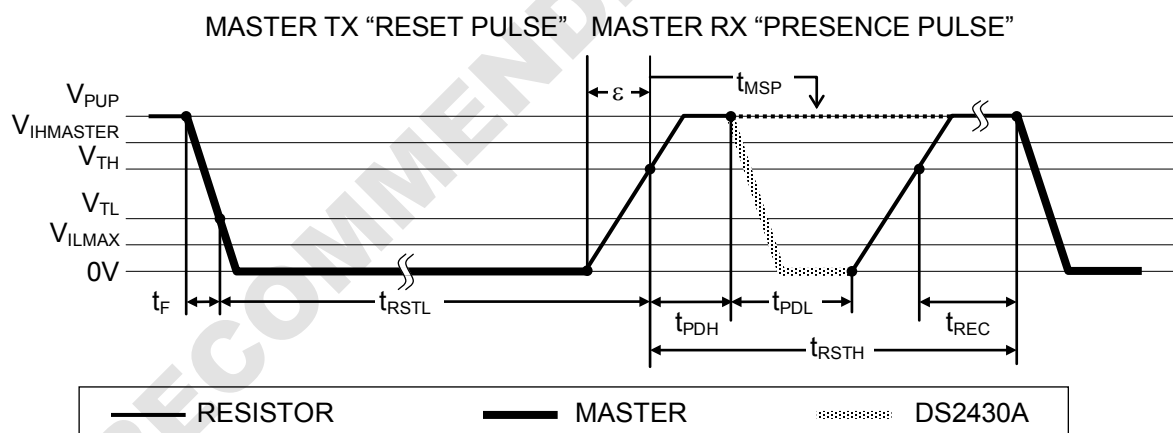 MASTER TX “RESET PULSE” MASTER RX “PRESENCE PULSE”
ε
tMSP
VPUP
VIHMASTER
VTH
VTL
VILMAX
0V
tF
tRSTL
tPDH
tPDL
tREC
tRSTH
RESISTOR MASTER DS2430A
RECOMMEND